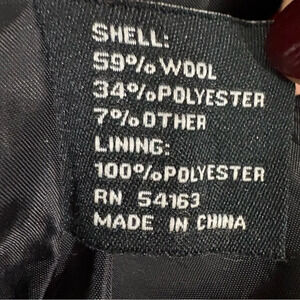 SHELL:
59% WOOL
34% POLYESTER
7% OTHER
LINING:
100% POLYESTER
RN 54163
MADE IN CHINA